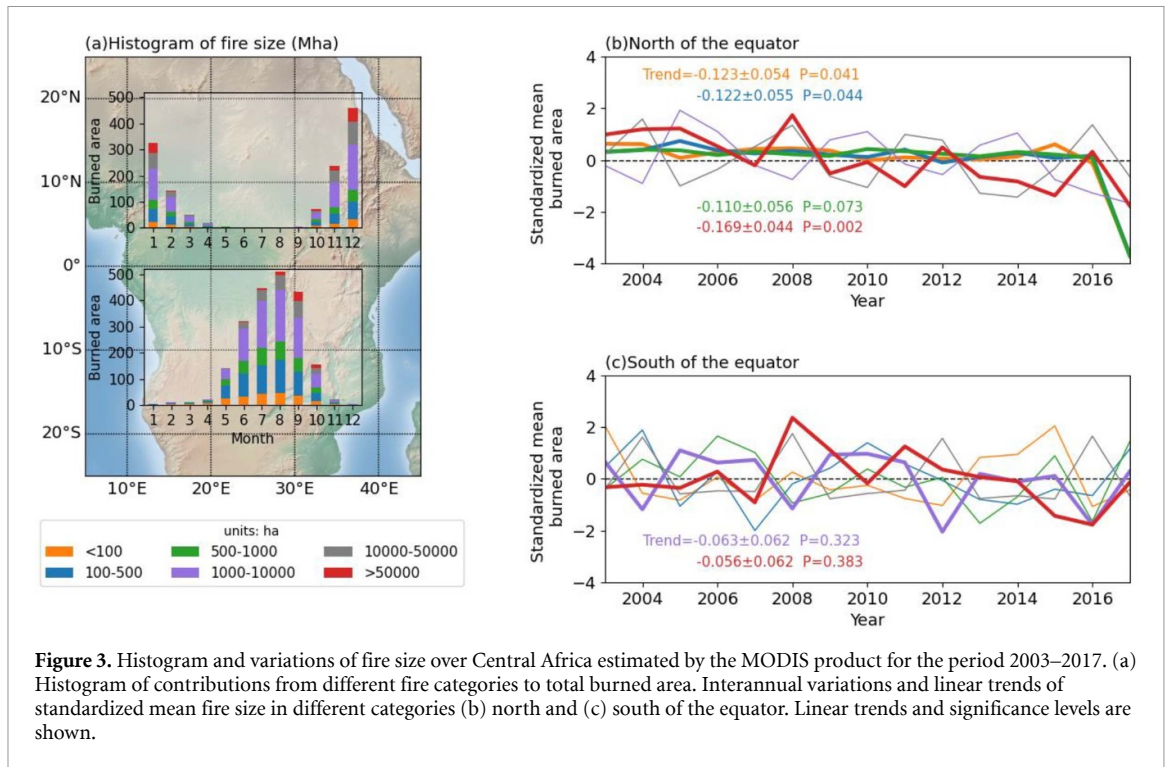 (a)Histogram of fire size (Mha)
20°N
10°N
0°
10°S
20°S
10°E 20°E 30°E 40°E
Burned area
500
400
300
200
100
0
1 2 3 4 5 6 7 8 9 10 11 12
Burned area
500
400
300
200
100
0
1 2 3 4 5 6 7 8 9 10 11 12
Month
units: ha
<100 500-1000 10000-50000
100-500 1000-10000 >50000
(b)North of the equator
Standardized mean
burned area
4
2
0
−2
−4
Trend=-0.123±0.054 P=0.041
-0.122±0.055 P=0.044
-0.110±0.056 P=0.073
-0.169±0.044 P=0.002
2004 2006 2008 2010 2012 2014 2016
Year
(c)South of the equator
Standardized mean
burned area
4
2
0
−2
−4
Trend=-0.063±0.062 P=0.323
-0.056±0.062 P=0.383
2004 2006 2008 2010 2012 2014 2016
Year
Figure 3. Histogram and variations of fire size over Central Africa estimated by the MODIS product for the period 2003–2017. (a)
Histogram of contributions from different fire categories to total burned area. Interannual variations and linear trends of
standardized mean fire size in different categories (b) north and (c) south of the equator. Linear trends and significance levels are
shown.